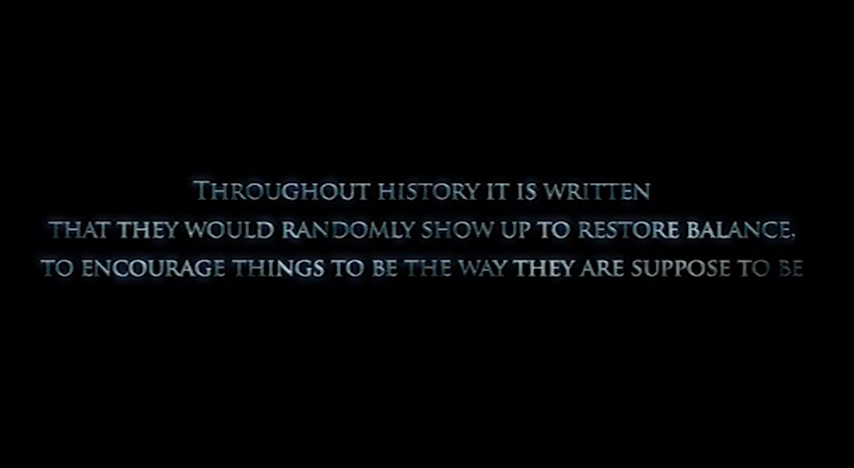 THROUGHOUT HISTORY IT IS WRITTEN
THAT THEY WOULD RANDOMLY SHOW UP TO RESTORE BALANCE,
TO ENCOURAGE THINGS TO BE THE WAY THEY ARE SUPPOSE TO BE